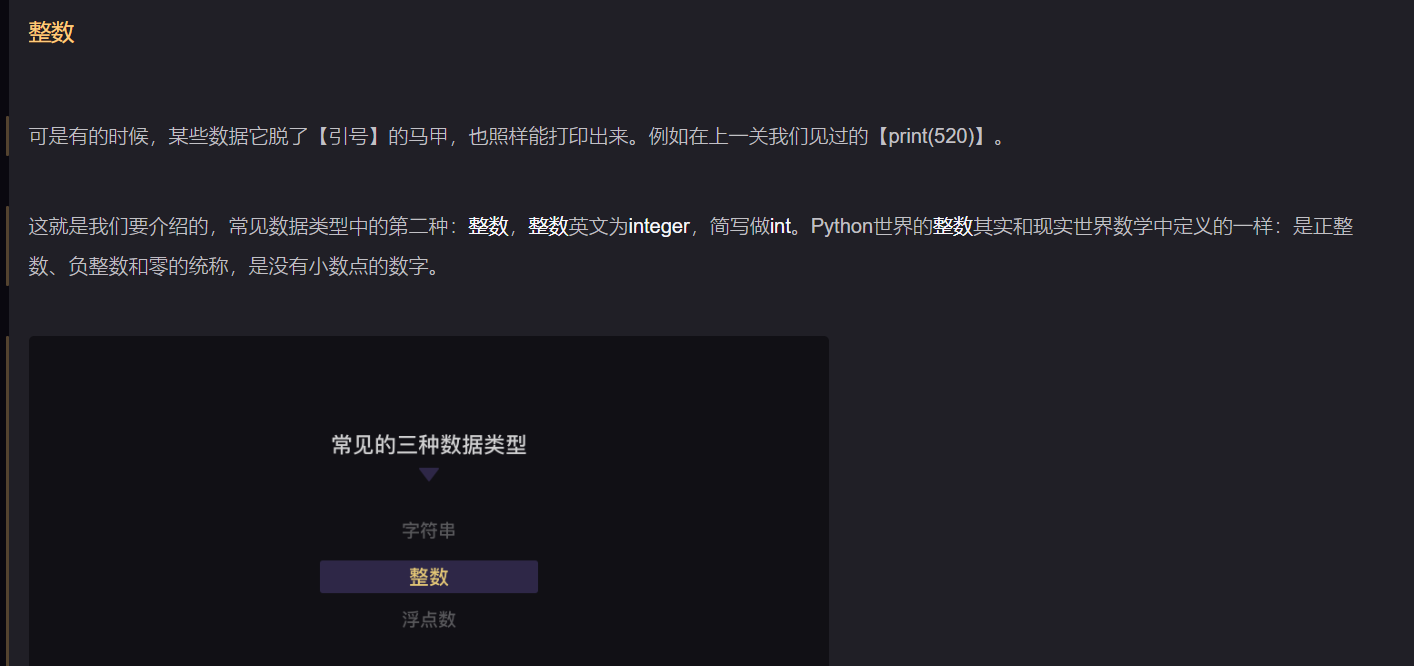 整数
可是有的时候，某些数据它脱了【引号】的马甲，也照样能打印出来。例如在上一关我们见过的【print(520)】。
这就是我们要介绍的，常见数据类型中的第二种：整数，整数英文为integer，简写做int。Python世界的整数其实和现实世界数学中定义的一样：是正整
数、负整数和零的统称，是没有小数点的数字。
常见的三种数据类型
字符串
整数
浮点数